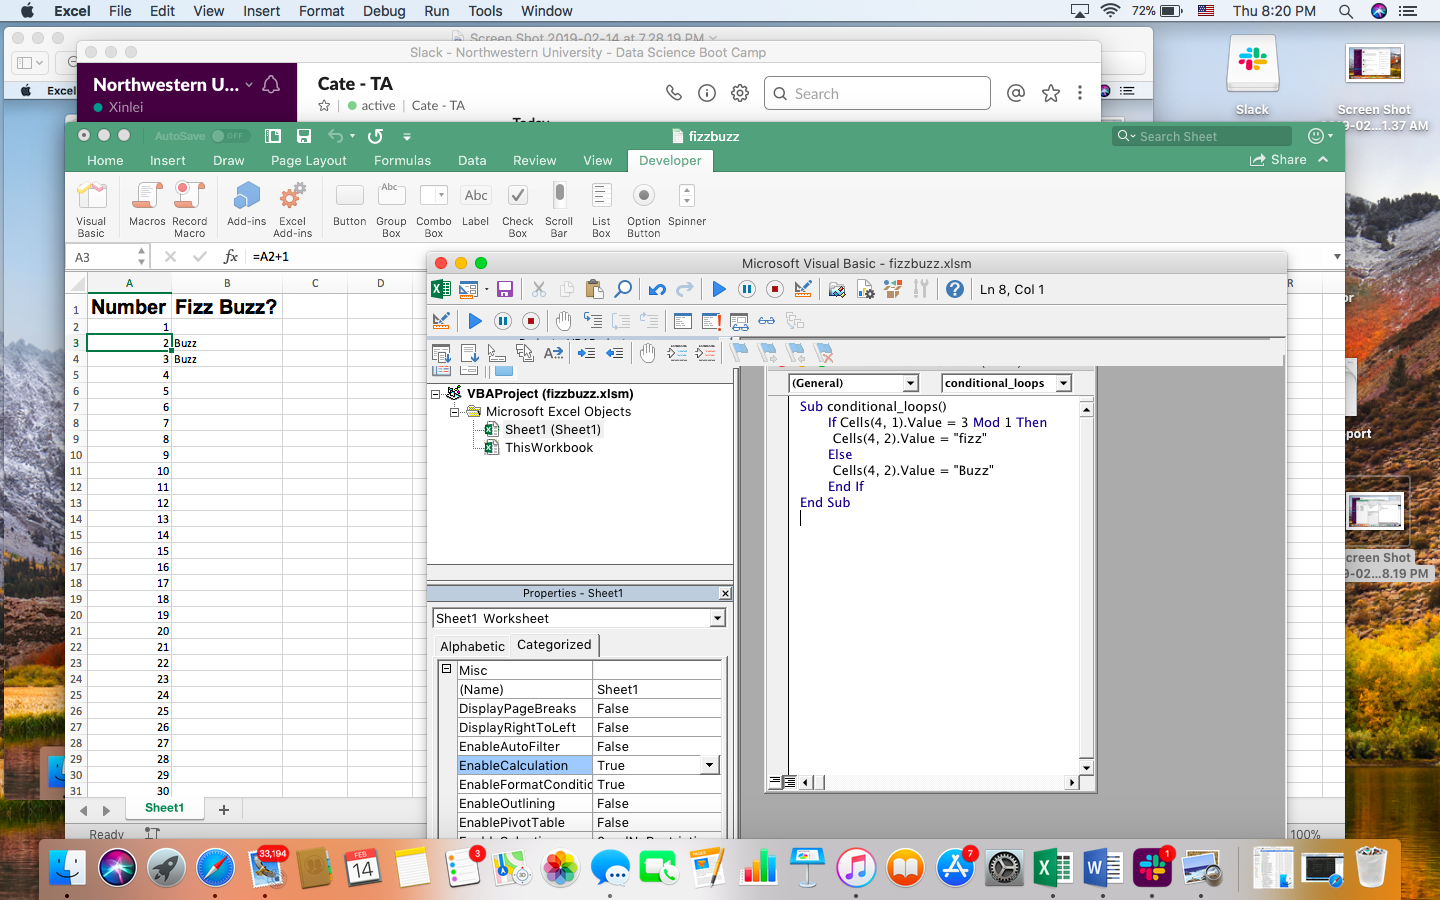 Excel File Edit View Insert Format Debug Run Tools Window 72% Thu 8:20 PM
Screen Shot 2019-02-14 at 7.28.19 PM
Slack - Northwestern University - Data Science Boot Camp
Excel
Northwestern U...
Xinlei
Cate - TA
active | Cate - TA
Search
Today
Slack
Screen Shot
9-02...1.37 AM
AutoSave OFF
fizzbuzz
Search Sheet
Home Insert Draw Page Layout Formulas Data Review View Developer
Share
Abc
Abc
Visual Basic
Macros
Record Macro
Add-ins
Excel Add-ins
Button
Group Box
Combo Box
Label
Check Box
Scroll Bar
List Box
Option Button
Spinner
A3
fx
=A2+1
A B C D
R
1 Number Fizz Buzz?
2 1
3 2 Buzz
4 3 Buzz
5 4
6 5
7 6
8 7
9 8
10 9
11 10
12 11
13 12
14 13
15 14
16 15
17 16
18 17
19 18
20 19
21 20
22 21
23 22
24 23
25 24
26 25
27 26
28 27
29 28
30 29
31 30
Sheet1
Ready
100%
Microsoft Visual Basic - fizzbuzz.xlsm
Ln 8, Col 1
VBAProject (fizzbuzz.xlsm)
Microsoft Excel Objects
Sheet1 (Sheet1)
ThisWorkbook
Properties - Sheet1
Sheet1 Worksheet
Alphabetic Categorized
Misc
(Name) Sheet1
DisplayPageBreaks False
DisplayRightToLeft False
EnableAutoFilter False
EnableCalculation True
EnableFormatConditic True
EnableOutlining False
EnablePivotTable False
(General)
conditional_loops
Sub conditional_loops()
If Cells(4, 1).Value = 3 Mod 1 Then
Cells(4, 2).Value = "fizz"
Else
Cells(4, 2).Value = "Buzz"
End If
End Sub
or
port
creen Shot
9-02...8.19 PM
33,194
FEB
14
3
7
1